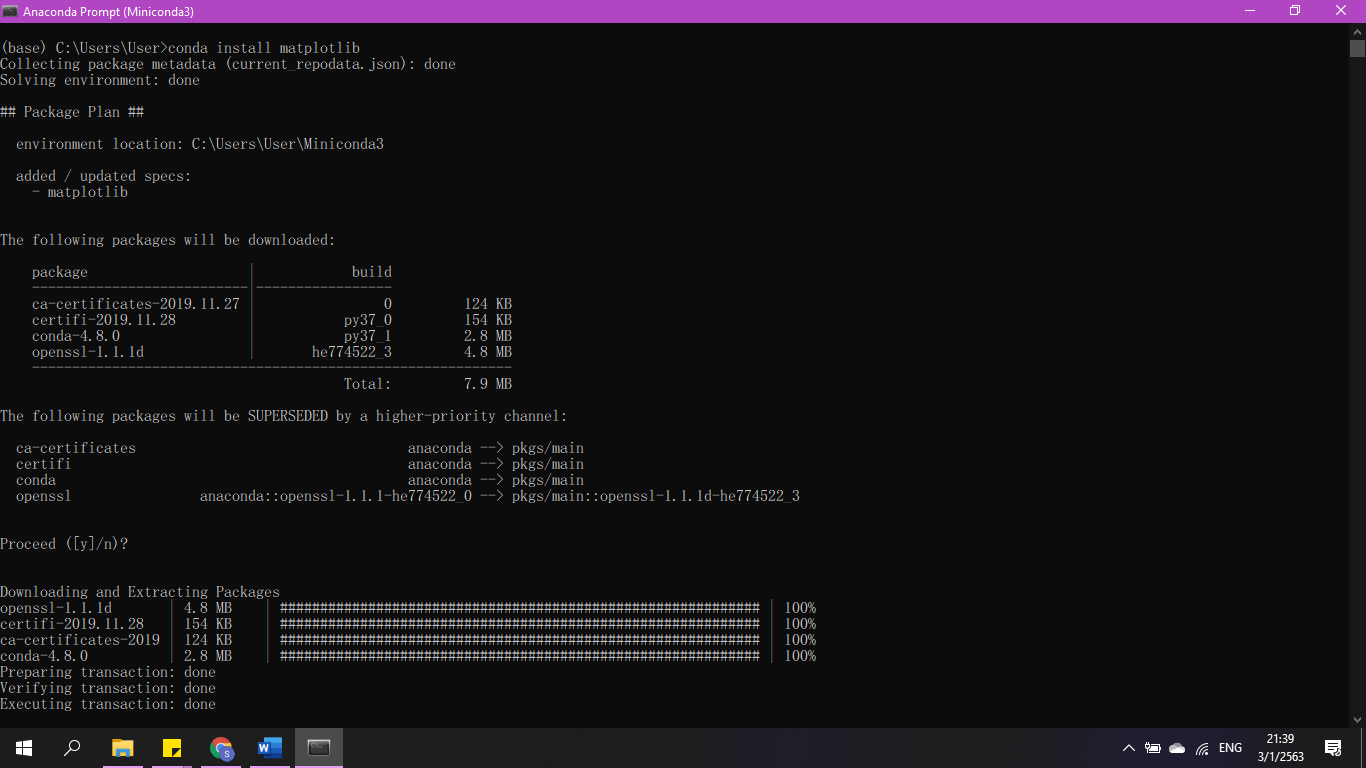 Anaconda Prompt (Miniconda3)
(base) C:\Users\User>conda install matplotlib
Collecting package metadata (current_repodata.json): done
Solving environment: done
## Package Plan ##
environment location: C:\Users\User\Miniconda3
added / updated specs:
- matplotlib
The following packages will be downloaded:
package | build
---------------------------|-----------------
ca-certificates-2019.11.27 | 0 124 KB
certifi-2019.11.28 | py37_0 154 KB
conda-4.8.0 | py37_1 2.8 MB
openssl-1.1.1d | he774522_3 4.8 MB
------------------------------------------------------------
Total: 7.9 MB
The following packages will be SUPERSEDED by a higher-priority channel:
ca-certificates anaconda --> pkgs/main
certifi anaconda --> pkgs/main
conda anaconda --> pkgs/main
openssl anaconda::openssl-1.1.1-he774522_0 --> pkgs/main::openssl-1.1.1d-he774522_3
Proceed ([y]/n)?
Downloading and Extracting Packages
openssl-1.1.1d | 4.8 MB | ############################################################ | 100%
certifi-2019.11.28 | 154 KB | ############################################################ | 100%
ca-certificates-2019 | 124 KB | ############################################################ | 100%
conda-4.8.0 | 2.8 MB | ############################################################ | 100%
Preparing transaction: done
Verifying transaction: done
Executing transaction: done
S
W
ENG
21:39
3/1/2563